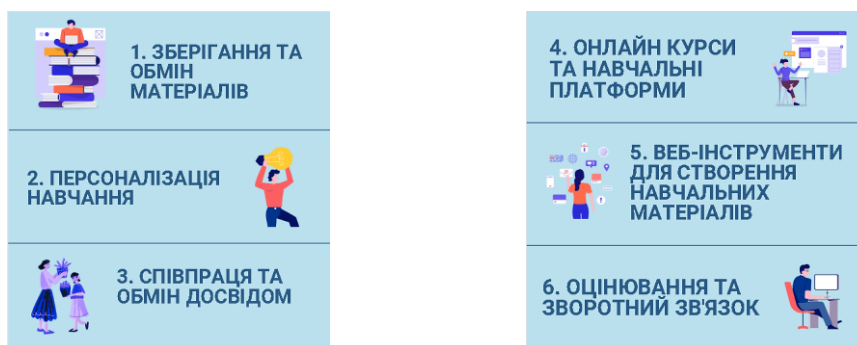 1. ЗБЕРІГАННЯ ТА
ОБМІН
МАТЕРІАЛІВ
2. ПЕРСОНАЛІЗАЦІЯ
НАВЧАННЯ
3. СПІВПРАЦЯ ТА
ОБМІН ДОСВІДОМ
4. ОНЛАЙН КУРСИ
ТА НАВЧАЛЬНІ
ПЛАТФОРМИ
5. ВЕБ-ІНСТРУМЕНТИ
ДЛЯ СТВОРЕННЯ
НАВЧАЛЬНИХ
МАТЕРІАЛІВ
6. ОЦІНЮВАННЯ ТА
ЗВОРОТНИЙ ЗВ'ЯЗОК